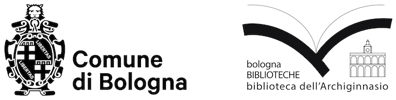 Comune
di Bologna
bologna
BIBLIOTECHE
biblioteca dell'Archiginnasio